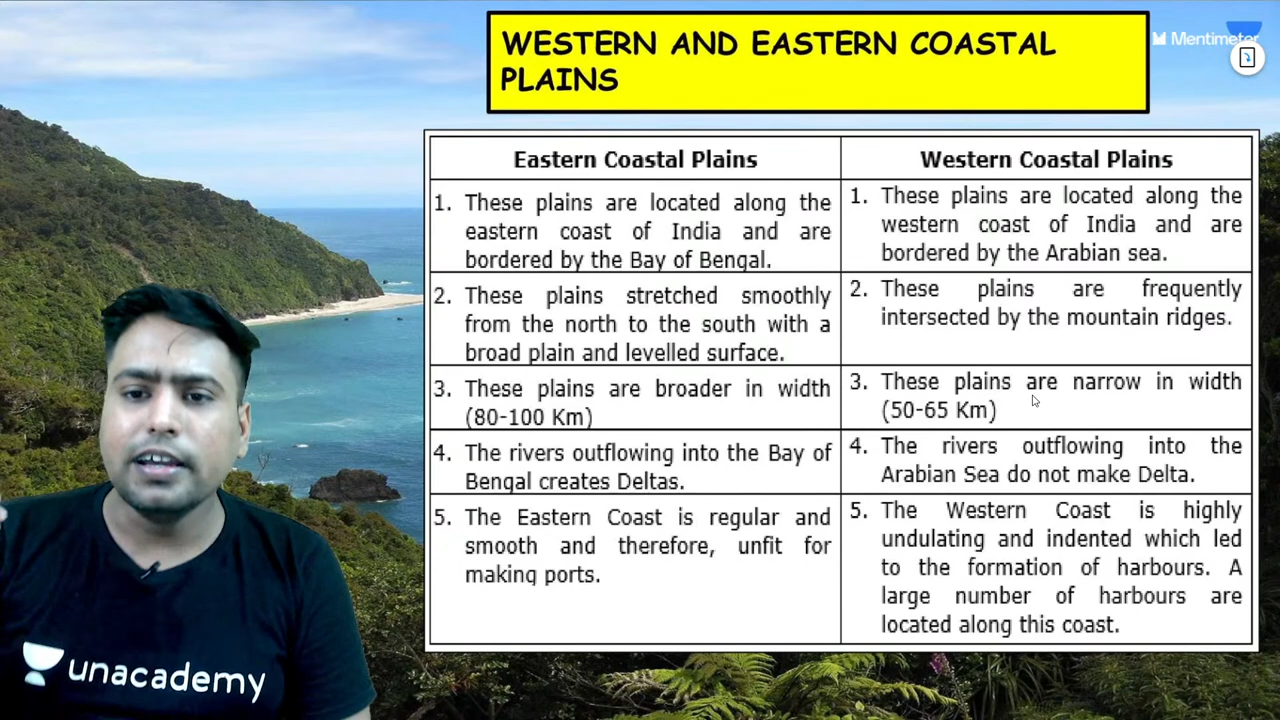 WESTERN AND EASTERN COASTAL
PLAINS
Mentimeter
Eastern Coastal Plains
Western Coastal Plains
1. These plains are located along the
eastern coast of India and are
bordered by the Bay of Bengal.
1. These plains are located along the
western coast of India and are
bordered by the Arabian sea.
2. These plains stretched smoothly
from the north to the south with a
broad plain and levelled surface.
2. These plains are frequently
intersected by the mountain ridges.
3. These plains are broader in width
(80-100 Km)
3. These plains are narrow in width
(50-65 Km)
4. The rivers outflowing into the Bay of
Bengal creates Deltas.
4. The rivers outflowing into the
Arabian Sea do not make Delta.
5. The Eastern Coast is regular and
smooth and therefore, unfit for
making ports.
5. The Western Coast is highly
undulating and indented which led
to the formation of harbours. A
large number of harbours are
located along this coast.
unacademy